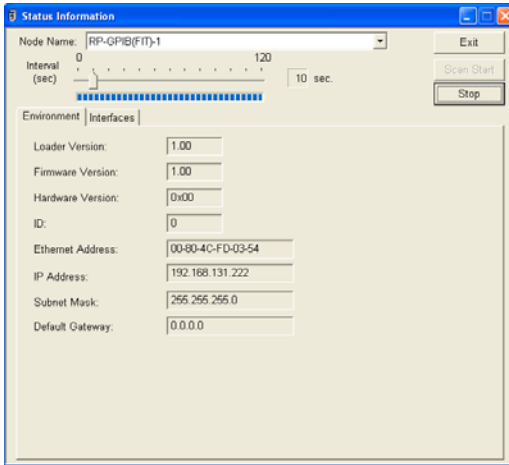 Status Information
Node Name: RP-GPIB(FIT)-1 Exit
0 120
Interval (sec) 10 sec. Scan Start
Stop
Environment Interfaces
Loader Version: 1.00
Firmware Version: 1.00
Hardware Version: 0x00
ID: 0
Ethernet Address: 00-80-4C-FD-03-54
IP Address: 192.168.131.222
Subnet Mask: 255.255.255.0
Default Gateway: 0.0.0.0